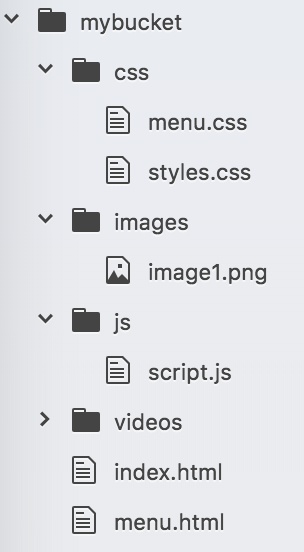 mybucket
css
menu.css
styles.css
images
image1.png
js
script.js
videos
index.html
menu.html